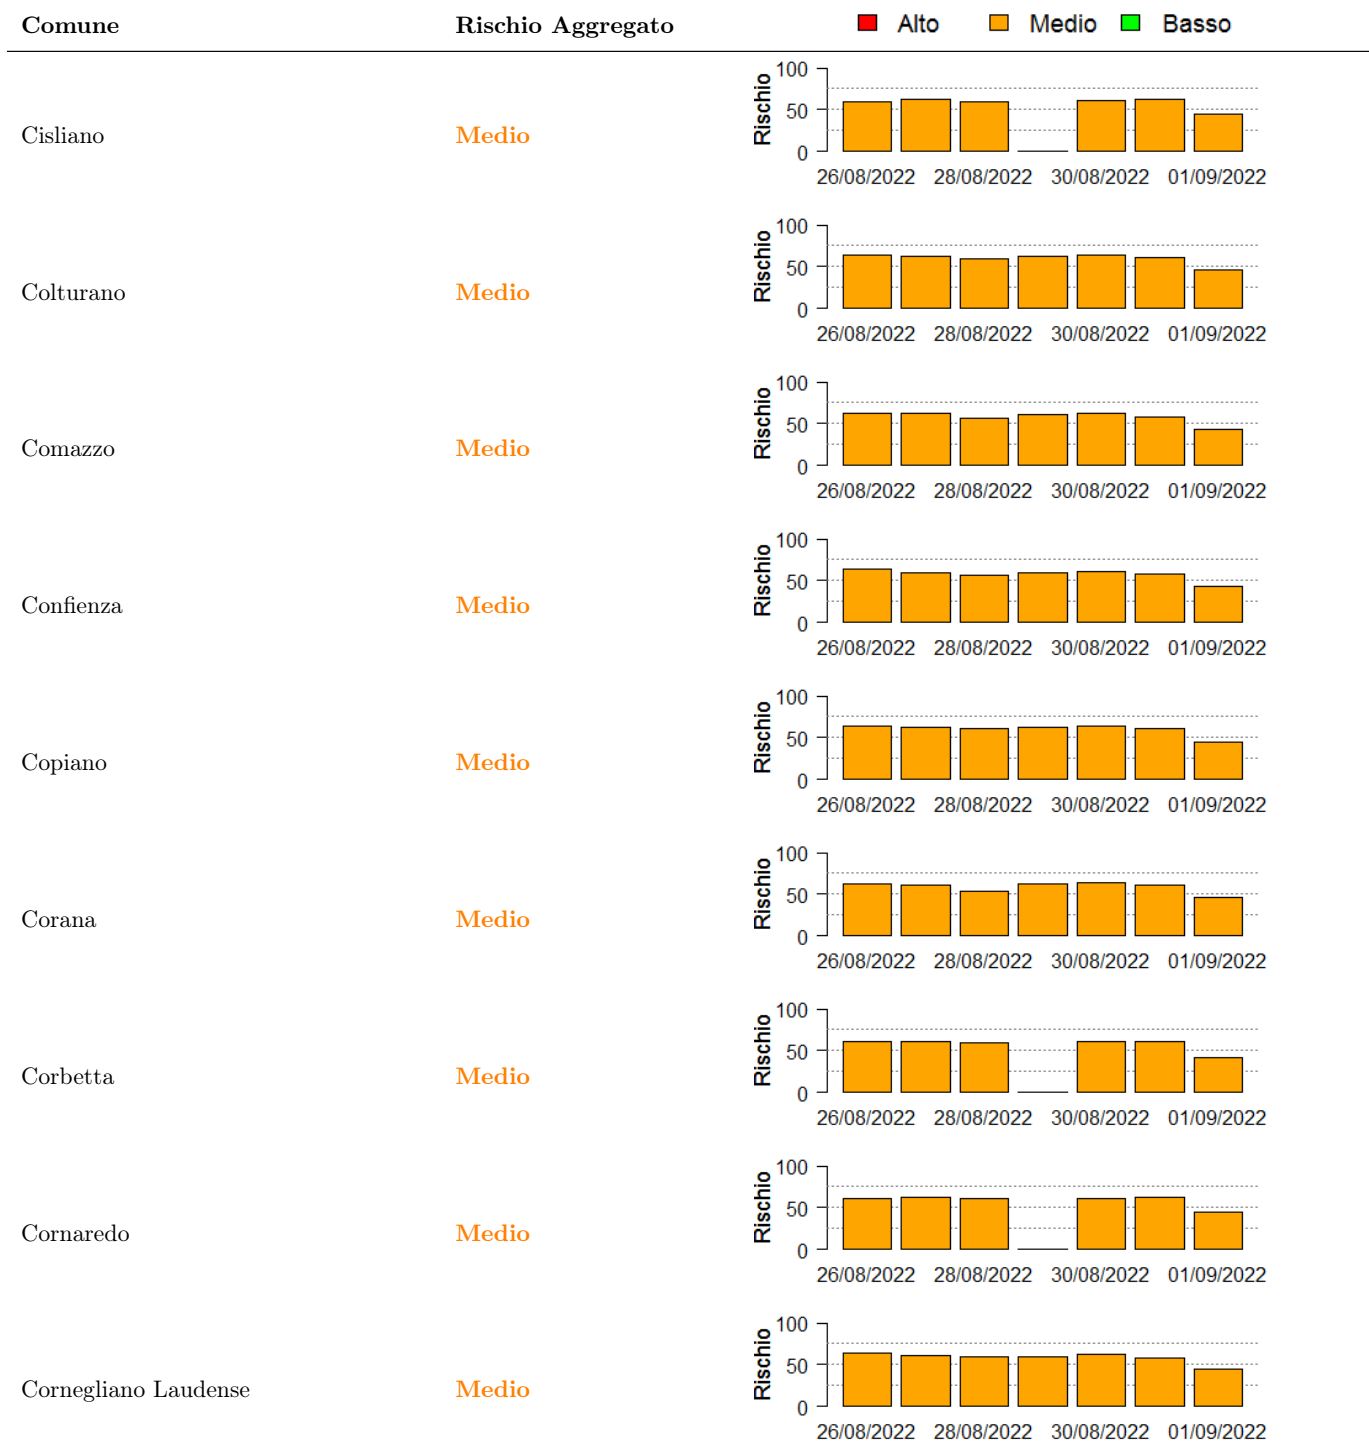 Comune Rischio Aggregato Alto Medio Basso
Cisliano Medio Rischio 100 50 0
26/08/2022 28/08/2022 30/08/2022 01/09/2022
Colturano Medio Rischio 100 50 0
26/08/2022 28/08/2022 30/08/2022 01/09/2022
Comazzo Medio Rischio 100 50 0
26/08/2022 28/08/2022 30/08/2022 01/09/2022
Confienza Medio Rischio 100 50 0
26/08/2022 28/08/2022 30/08/2022 01/09/2022
Copiano Medio Rischio 100 50 0
26/08/2022 28/08/2022 30/08/2022 01/09/2022
Corana Medio Rischio 100 50 0
26/08/2022 28/08/2022 30/08/2022 01/09/2022
Corbetta Medio Rischio 100 50 0
26/08/2022 28/08/2022 30/08/2022 01/09/2022
Cornaredo Medio Rischio 100 50 0
26/08/2022 28/08/2022 30/08/2022 01/09/2022
Cornegliano Laudense Medio Rischio 100 50 0
26/08/2022 28/08/2022 30/08/2022 01/09/2022